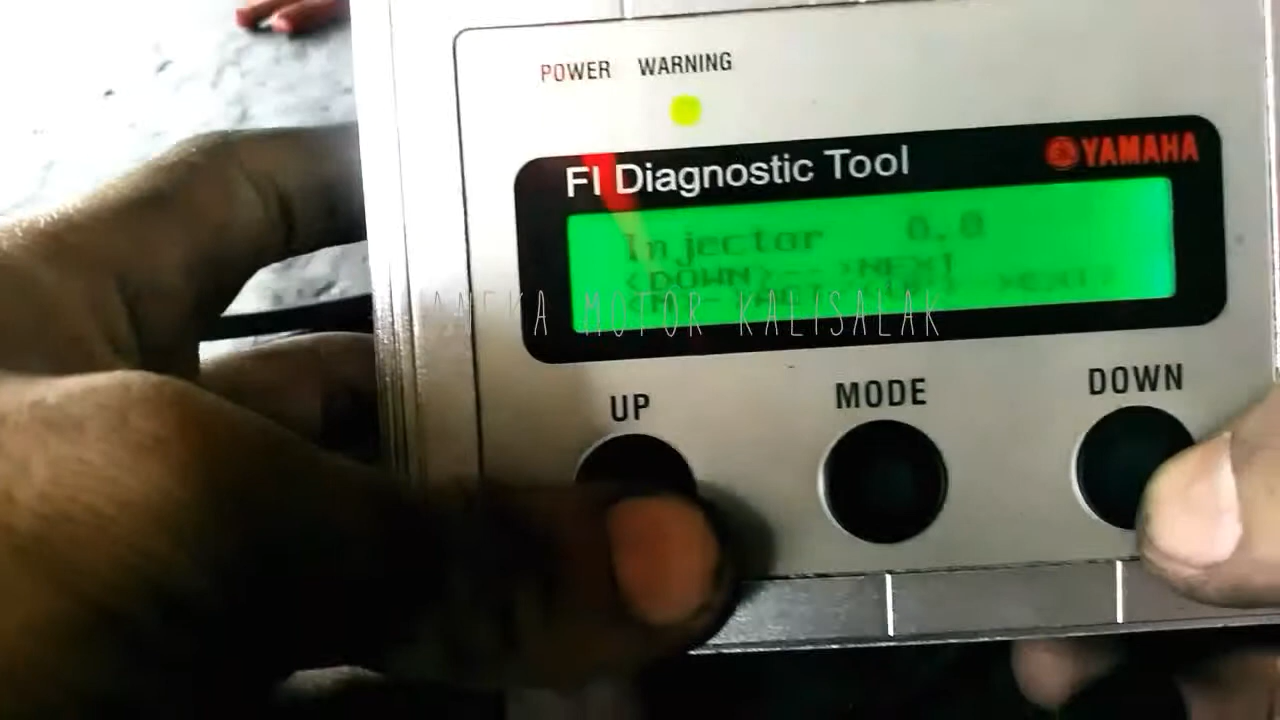 POWER WARNING
FI Diagnostic Tool YAMAHA
Injector 0.0
<DOWN>--->NEXT
ANEKA MOTOR KALISALAK
UP MODE DOWN